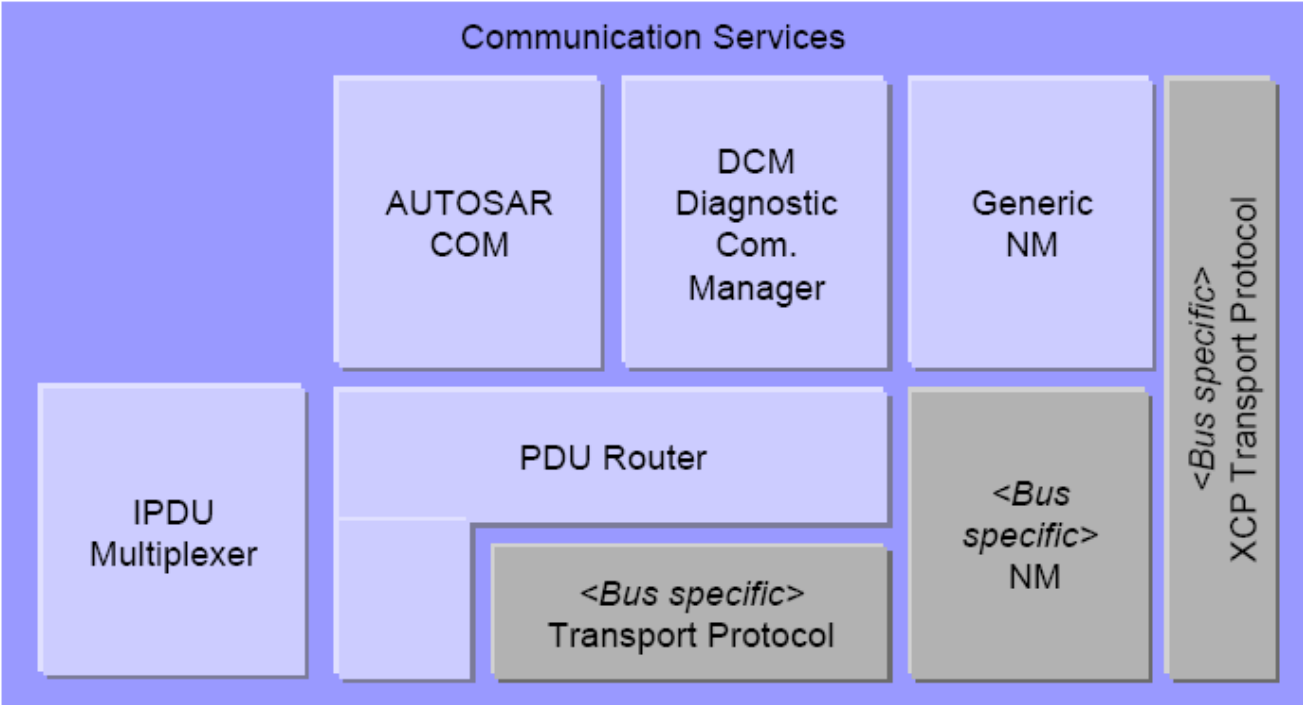 Communication Services
AUTOSAR
COM
DCM
Diagnostic
Com.
Manager
Generic
NM
<Bus specific>
XCP Transport Protocol
IPDU
Multiplexer
PDU Router
<Bus specific>
Transport Protocol
<Bus
specific>
NM